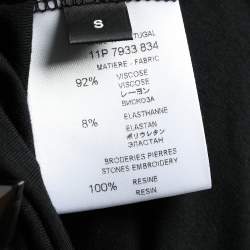 S
PORTUGAL
11P 7933 834
MATIERE - FABRIC
92% VISCOSE
VISCOSE
レーヨン
ВИСКОЗА
8% ELASTHANNE
ELASTAN
ポリウレタン
ЭЛАСТАН
BRODERIES PIERRES
STONES EMBROIDERY
100% RESINE
RESIN